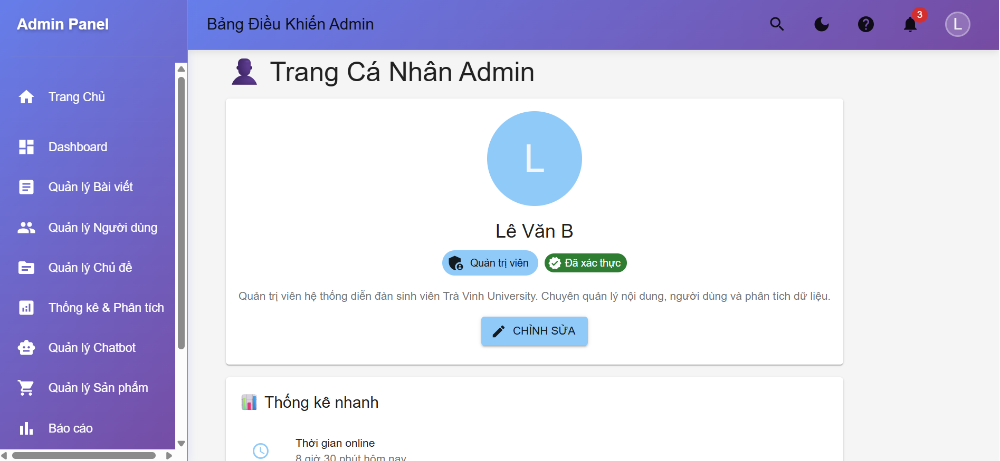 Admin Panel
Bảng Điều Khiển Admin
3
L
Trang Chủ
Dashboard
Quản lý Bài viết
Quản lý Người dùng
Quản lý Chủ đề
Thống kê & Phân tích
Quản lý Chatbot
Quản lý Sản phẩm
Báo cáo
Trang Cá Nhân Admin
L
Lê Văn B
Quản trị viên
Đã xác thực
Quản trị viên hệ thống diễn đàn sinh viên Trà Vinh University. Chuyên quản lý nội dung, người dùng và phân tích dữ liệu.
CHỈNH SỬA
Thống kê nhanh
Thời gian online
8 giờ 30 phút hôm nay